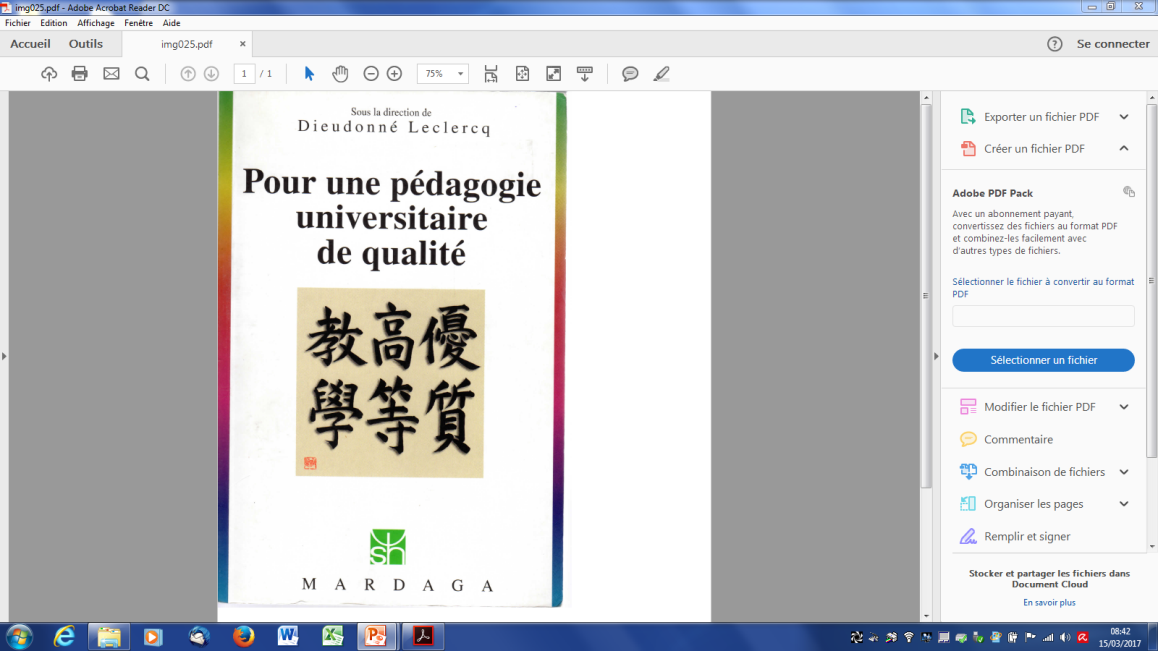 img025.pdf - Adobe Acrobat Reader DC
Fichier Edition Affichage Fenêtre Aide
Accueil Outils img025.pdf × ? Se connecter
1 / 1 75%
Sous la direction de
Dieudonné Leclercq
Pour une pédagogie
universitaire
de qualité
教高優
學等質
sh
MARDAGA
Exporter un fichier PDF
Créer un fichier PDF
Adobe PDF Pack
Avec un abonnement payant,
convertissez des fichiers au format PDF
et combinez-les facilement avec
d'autres types de fichiers.
Sélectionner le fichier à convertir au format
PDF
Sélectionner un fichier
Modifier le fichier PDF
Commentaire
Combinaison de fichiers
Organiser les pages
Remplir et signer
Stocker et partager les fichiers dans
Document Cloud
En savoir plus
08:42
15/03/2017